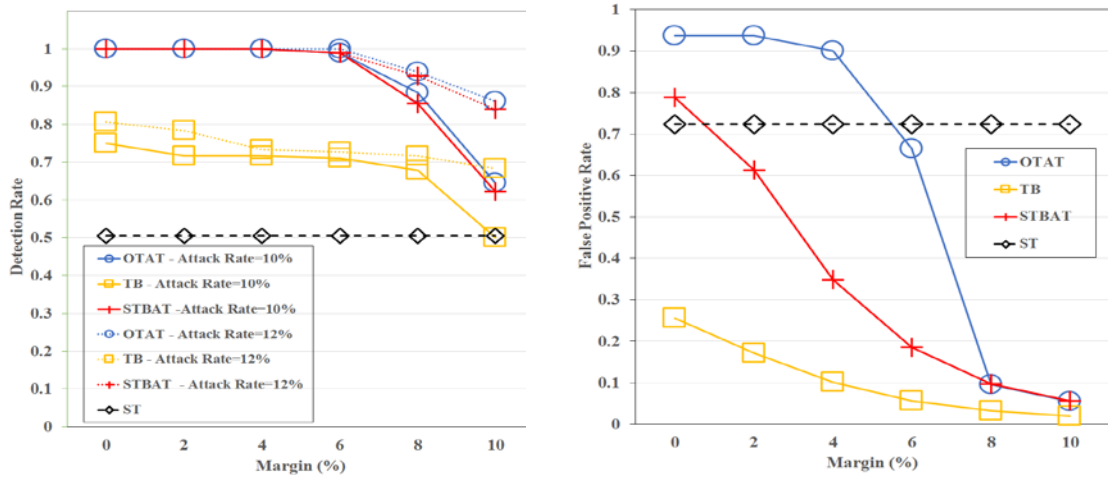 Detection Rate
1
0.9
0.8
0.7
0.6
0.5
0.4
0.3
0.2
0.1
0
OTAT - Attack Rate=10%
TB - Attack Rate=10%
STBAT -Attack Rate=10%
OTAT - Attack Rate=12%
TB - Attack Rate=12%
STBAT - Attack Rate=12%
ST
0 2 4 6 8 10
Margin (%)
False Positive Rate
1
0.9
0.8
0.7
0.6
0.5
0.4
0.3
0.2
0.1
0
OTAT
TB
STBAT
ST
0 2 4 6 8 10
Margin (%)